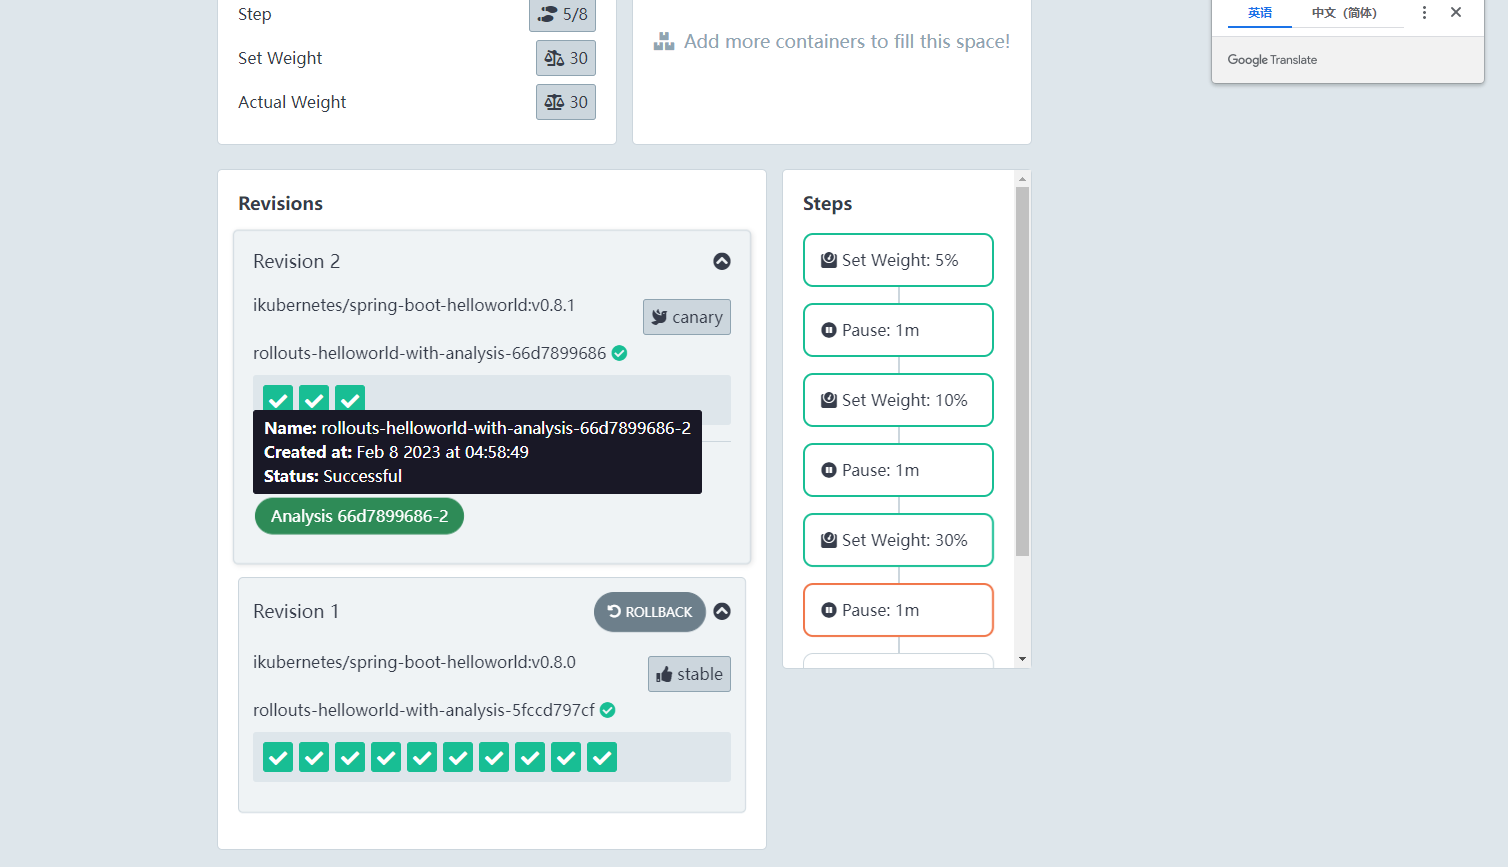 Step
5/8
Set Weight
30
Actual Weight
30
Add more containers to fill this space!
英语
中文（简体）
Google Translate
Revisions
Revision 2
ikubernetes/spring-boot-helloworld:v0.8.1
canary
rollouts-helloworld-with-analysis-66d7899686
Name: rollouts-helloworld-with-analysis-66d7899686-2
Created at: Feb 8 2023 at 04:58:49
Status: Successful
Analysis 66d7899686-2
Revision 1
ROLLBACK
ikubernetes/spring-boot-helloworld:v0.8.0
stable
rollouts-helloworld-with-analysis-5fccd797cf
Steps
Set Weight: 5%
Pause: 1m
Set Weight: 10%
Pause: 1m
Set Weight: 30%
Pause: 1m